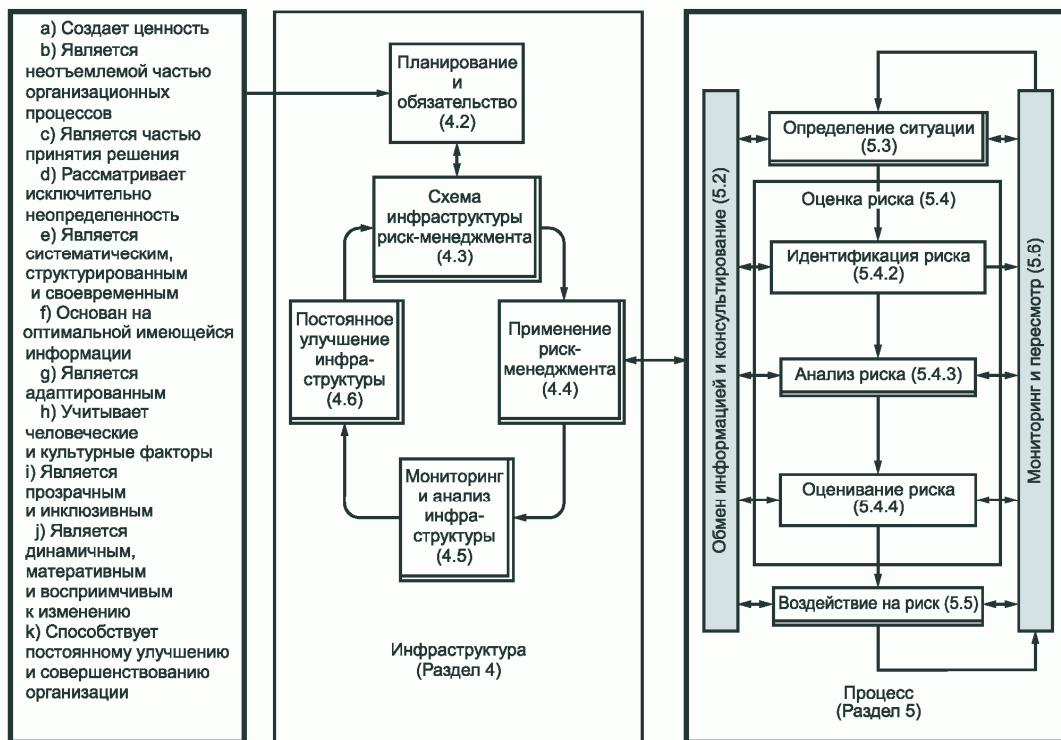 a) Создает ценность
b) Является
неотъемлемой частью
организационных
процессов
c) Является частью
принятия решения
d) Рассматривает
исключительно
неопределенность
e) Является
систематическим,
структурированным
и своевременным
f) Основан на
оптимальной имеющейся
информации
g) Является
адаптированным
h) Учитывает
человеческие
и культурные факторы
i) Является
прозрачным
и инклюзивным
j) Является
динамичным,
матеративным
и восприимчивым
к изменению
k) Способствует
постоянному улучшению
и совершенствованию
организации
Планирование
и
обязательство
(4.2)
Схема
инфраструктуры
риск-менеджмента
(4.3)
Постоянное
улучшение
инфра-
структуры
(4.6)
Применение
риск-
менеджмента
(4.4)
Мониторинг
и анализ
инфра-
структуры
(4.5)
Инфраструктура
(Раздел 4)
Обмен информацией и консультирование (5.2)
Определение ситуации
(5.3)
Оценка риска (5.4)
Идентификация риска
(5.4.2)
Анализ риска (5.4.3)
Оценивание риска
(5.4.4)
Воздействие на риск (5.5)
Мониторинг и пересмотр (5.6)
Процесс
(Раздел 5)